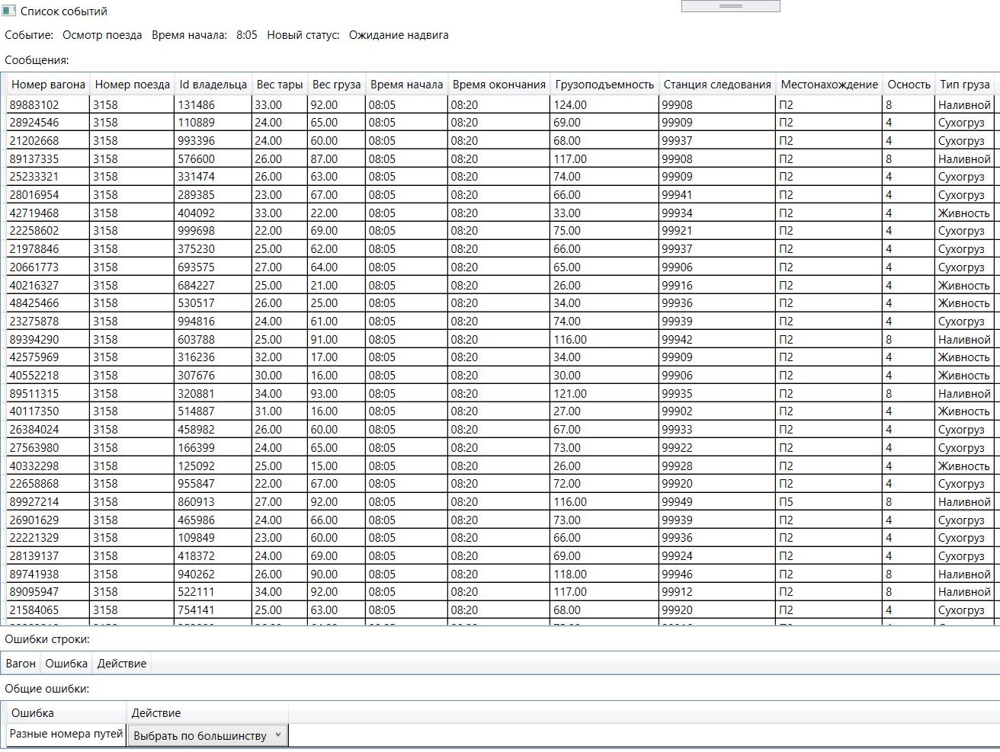 Список событий
Событие: Осмотр поезда Время начала: 8:05 Новый статус: Ожидание надвига
Сообщения:
Номер вагона Номер поезда Id владельца Вес тары Вес груза Время начала Время окончания Грузоподъемность Станция следования Местонахождение Осность Тип груза
89883102 3158 131486 33.00 92.00 08:05 08:20 124.00 99908 П2 8 Наливной
28924546 3158 110889 24.00 65.00 08:05 08:20 69.00 99909 П2 4 Сухогруз
21202668 3158 993396 24.00 60.00 08:05 08:20 68.00 99937 П2 4 Сухогруз
89137335 3158 576600 26.00 87.00 08:05 08:20 117.00 99908 П2 8 Наливной
25233321 3158 331474 26.00 63.00 08:05 08:20 74.00 99909 П2 4 Сухогруз
28016954 3158 289385 23.00 67.00 08:05 08:20 66.00 99941 П2 4 Сухогруз
42719468 3158 404092 33.00 22.00 08:05 08:20 33.00 99934 П2 4 Живность
22258602 3158 999698 22.00 69.00 08:05 08:20 75.00 99921 П2 4 Сухогруз
21978846 3158 375230 25.00 62.00 08:05 08:20 66.00 99937 П2 4 Сухогруз
20661773 3158 693575 27.00 64.00 08:05 08:20 65.00 99906 П2 4 Сухогруз
40216327 3158 684227 25.00 21.00 08:05 08:20 26.00 99916 П2 4 Живность
48425466 3158 530517 26.00 25.00 08:05 08:20 34.00 99936 П2 4 Живность
23275878 3158 994816 24.00 61.00 08:05 08:20 74.00 99939 П2 4 Сухогруз
89394290 3158 603788 25.00 91.00 08:05 08:20 116.00 99942 П2 8 Наливной
42575969 3158 316236 32.00 17.00 08:05 08:20 34.00 99909 П2 4 Живность
40552218 3158 307676 30.00 16.00 08:05 08:20 30.00 99906 П2 4 Живность
89511315 3158 320881 34.00 93.00 08:05 08:20 121.00 99935 П2 8 Наливной
40117350 3158 514887 31.00 16.00 08:05 08:20 27.00 99902 П2 4 Живность
26384024 3158 458982 26.00 60.00 08:05 08:20 67.00 99933 П2 4 Сухогруз
27563980 3158 166399 24.00 65.00 08:05 08:20 73.00 99922 П2 4 Сухогруз
40332298 3158 125092 25.00 15.00 08:05 08:20 26.00 99928 П2 4 Живность
22658868 3158 955847 22.00 67.00 08:05 08:20 72.00 99920 П2 4 Сухогруз
89927214 3158 860913 27.00 92.00 08:05 08:20 116.00 99949 П5 8 Наливной
26901629 3158 465986 24.00 66.00 08:05 08:20 73.00 99939 П2 4 Сухогруз
22221329 3158 109849 23.00 60.00 08:05 08:20 66.00 99936 П2 4 Сухогруз
28139137 3158 418372 24.00 69.00 08:05 08:20 69.00 99924 П2 4 Сухогруз
89741938 3158 940262 26.00 90.00 08:05 08:20 118.00 99946 П2 8 Наливной
89095947 3158 522111 34.00 92.00 08:05 08:20 117.00 99912 П2 8 Наливной
21584065 3158 754141 25.00 63.00 08:05 08:20 68.00 99920 П2 4 Сухогруз
Ошибки строки:
Вагон Ошибка Действие
Общие ошибки:
Ошибка Действие
Разные номера путей Выбрать по большинству